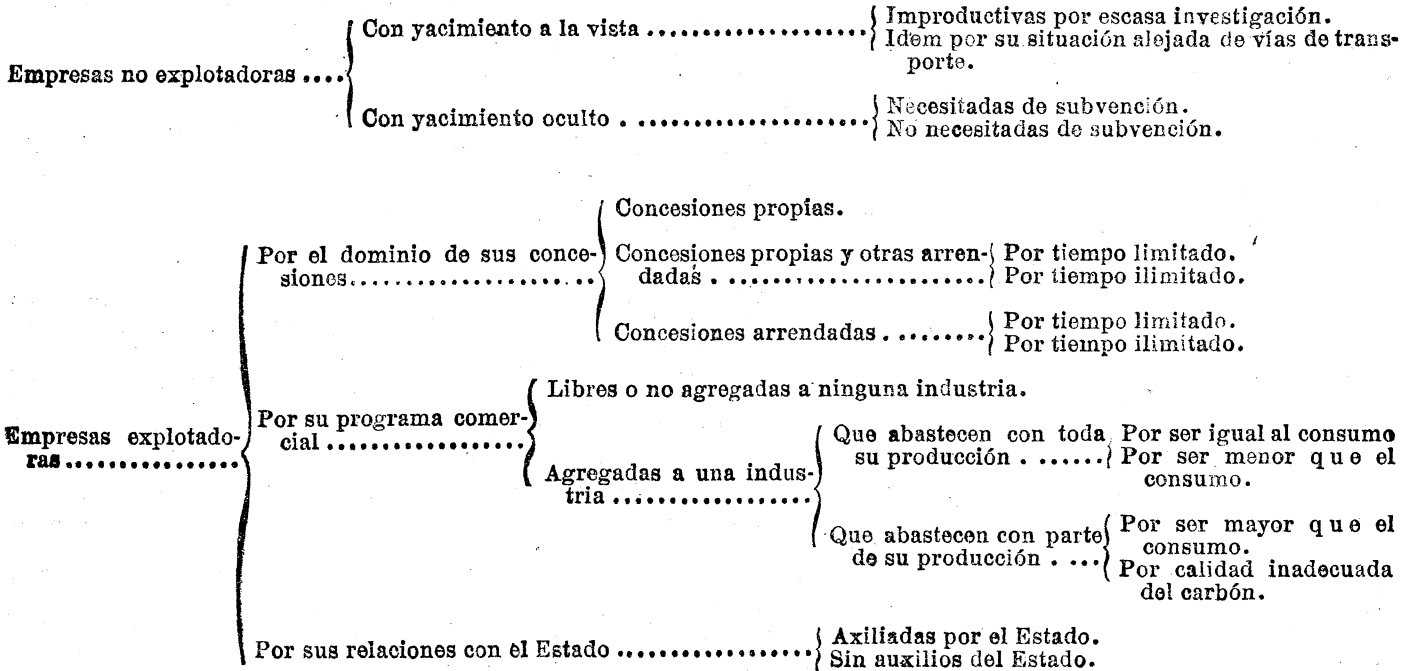 Con yacimiento a la vista ....................
Improductivas por escasa investigación.
Idem por su situación alejada de vías de trans-
porte.
Empresas no explotadoras ....
Con yacimiento oculto . .....................
Necesitadas de subvención.
No necesitadas de subvención.
Por el dominio de sus conce-
siones......................
Concesiones propias.
Concesiones propias y otras arren-
dadas . .......................
Por tiempo limitado.
Por tiempo ilimitado.
Concesiones arrendadas . ........
Por tiempo limitado.
Por tiempo ilimitado.
Empresas explotado-
ras................
Por su programa comer-
cial .................
Libres o no agregadas a ninguna industria.
Agregadas a una indus-
tria .................
Que abastecen con toda
su producción . ......
Por ser igual al consumo
Por ser menor que el
consumo.
Que abastecen con parte
de su producción . ...
Por ser mayor que el
consumo.
Por calidad inadecuada
del carbón.
Por sus relaciones con el Estado ..................
Axiliadas por el Estado.
Sin auxilios del Estado.